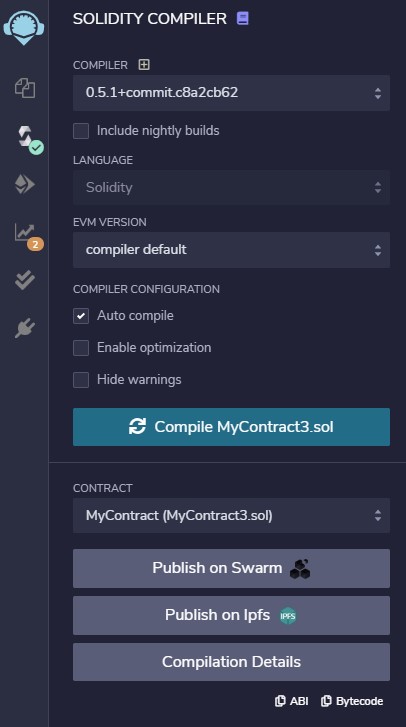 SOLIDITY COMPILER
COMPILER
0.5.1+commit.c8a2cb62
Include nightly builds
LANGUAGE
Solidity
EVM VERSION
compiler default
2
COMPILER CONFIGURATION
Auto compile
Enable optimization
Hide warnings
Compile MyContract3.sol
CONTRACT
MyContract (MyContract3.sol)
Publish on Swarm
Publish on Ipfs IPFS
Compilation Details
ABI Bytecode